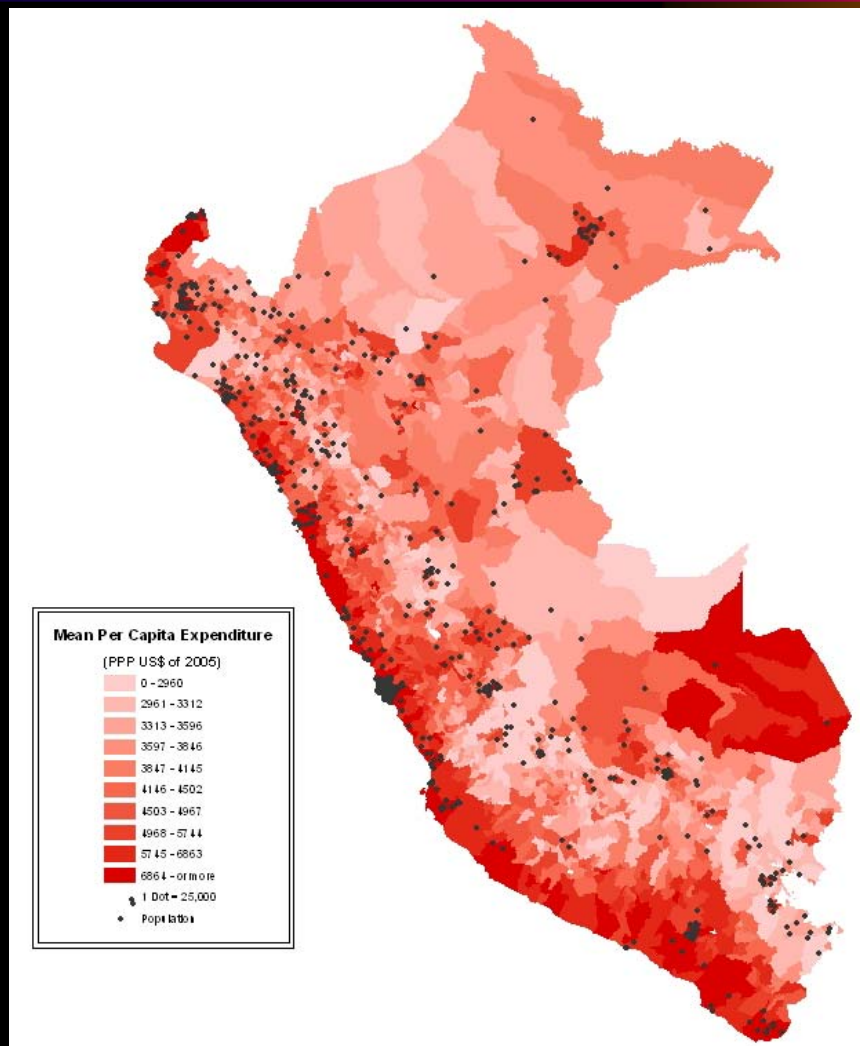 Mean Per Capita Expenditure
(PPP US$ of 2005)
0 - 2960
2961 - 3312
3313 - 3596
3597 - 3846
3847 - 4145
4146 - 4502
4503 - 4967
4968 - 5744
5745 - 6863
6864 - or more
1 Dot = 25,000
Population